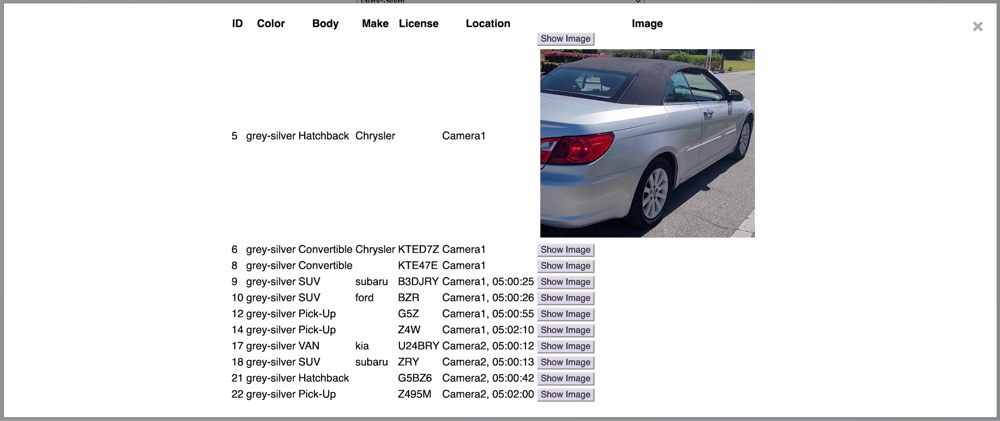 ID Color Body Make License Location Image
×
Show Image
5 grey-silver Hatchback Chrysler Camera1
6 grey-silver Convertible Chrysler KTED7Z Camera1 Show Image
8 grey-silver Convertible KTE47E Camera1 Show Image
9 grey-silver SUV subaru B3DJRY Camera1, 05:00:25 Show Image
10 grey-silver SUV ford BZR Camera1, 05:00:26 Show Image
12 grey-silver Pick-Up G5Z Camera1, 05:00:55 Show Image
14 grey-silver Pick-Up Z4W Camera1, 05:02:10 Show Image
17 grey-silver VAN kia U24BRY Camera2, 05:00:12 Show Image
18 grey-silver SUV subaru ZRY Camera2, 05:00:13 Show Image
21 grey-silver Hatchback G5BZ6 Camera2, 05:00:42 Show Image
22 grey-silver Pick-Up Z495M Camera2, 05:02:00 Show Image